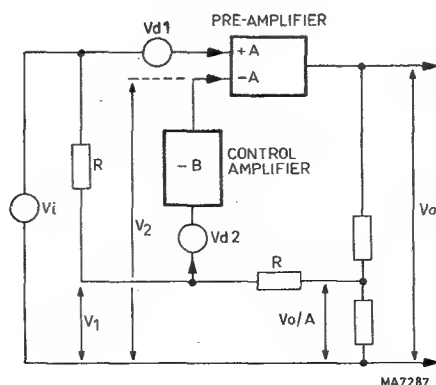 PRE-AMPLIFIER
Vd1
+A
-A
R
-B
CONTROL
AMPLIFIER
Vi
V2
Vd2
Vo
R
V1
Vo/A
MA7287